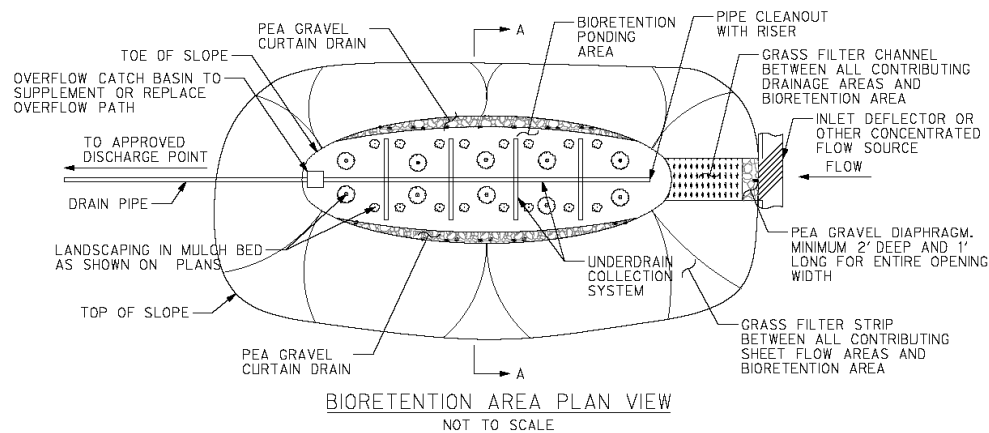 PEA GRAVEL
CURTAIN DRAIN
A
BIORETENTION
PONDING
AREA
PIPE CLEANOUT
WITH RISER
TOE OF SLOPE
OVERFLOW CATCH BASIN TO
SUPPLEMENT OR REPLACE
OVERFLOW PATH
GRASS FILTER CHANNEL
BETWEEN ALL CONTRIBUTING
DRAINAGE AREAS AND
BIORETENTION AREA
INLET DEFLECTOR OR
OTHER CONCENTRATED
FLOW SOURCE
TO APPROVED
DISCHARGE POINT
FLOW
DRAIN PIPE
LANDSCAPING IN MULCH BED
AS SHOWN ON PLANS
UNDERDRAIN
COLLECTION
SYSTEM
PEA GRAVEL DIAPHRAGM.
MINIMUM 2' DEEP AND 1'
LONG FOR ENTIRE OPENING
WIDTH
TOP OF SLOPE
PEA GRAVEL
CURTAIN DRAIN
A
GRASS FILTER STRIP
BETWEEN ALL CONTRIBUTING
SHEET FLOW AREAS AND
BIORETENTION AREA
BIORETENTION AREA PLAN VIEW
NOT TO SCALE